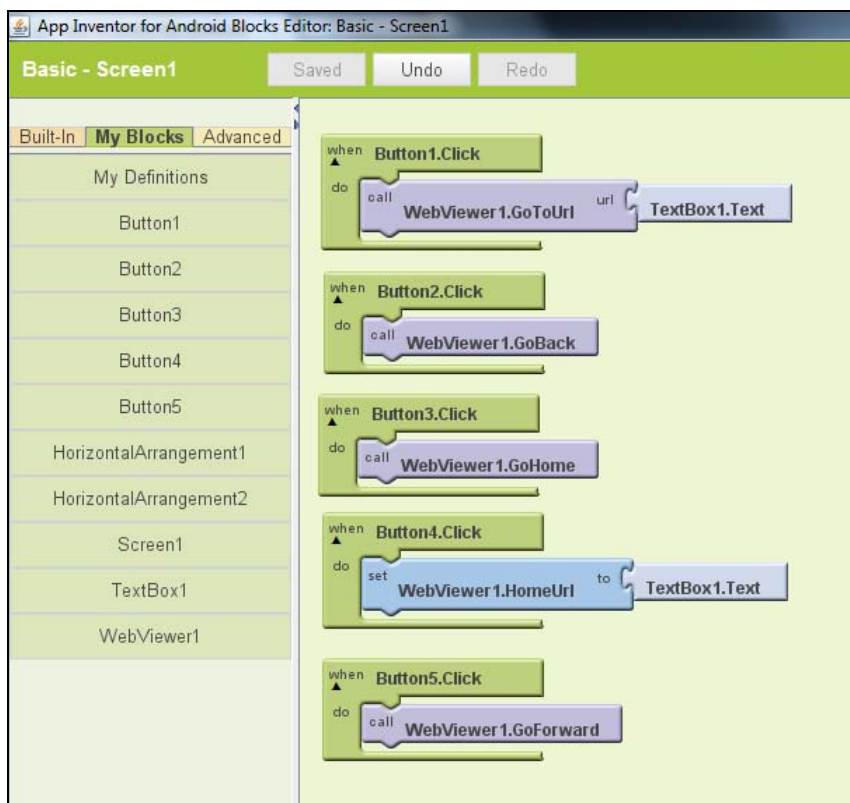 App Inventor for Android Blocks Editor: Basic - Screen1
Basic - Screen1 Saved Undo Redo
Built-In My Blocks Advanced
My Definitions
Button1
Button2
Button3
Button4
Button5
HorizontalArrangement1
HorizontalArrangement2
Screen1
TextBox1
WebViewer1
when Button1.Click
do call WebViewer1.GoToUrl url TextBox1.Text
when Button2.Click
do call WebViewer1.GoBack
when Button3.Click
do call WebViewer1.GoHome
when Button4.Click
do set WebViewer1.HomeUrl to TextBox1.Text
when Button5.Click
do call WebViewer1.GoForward